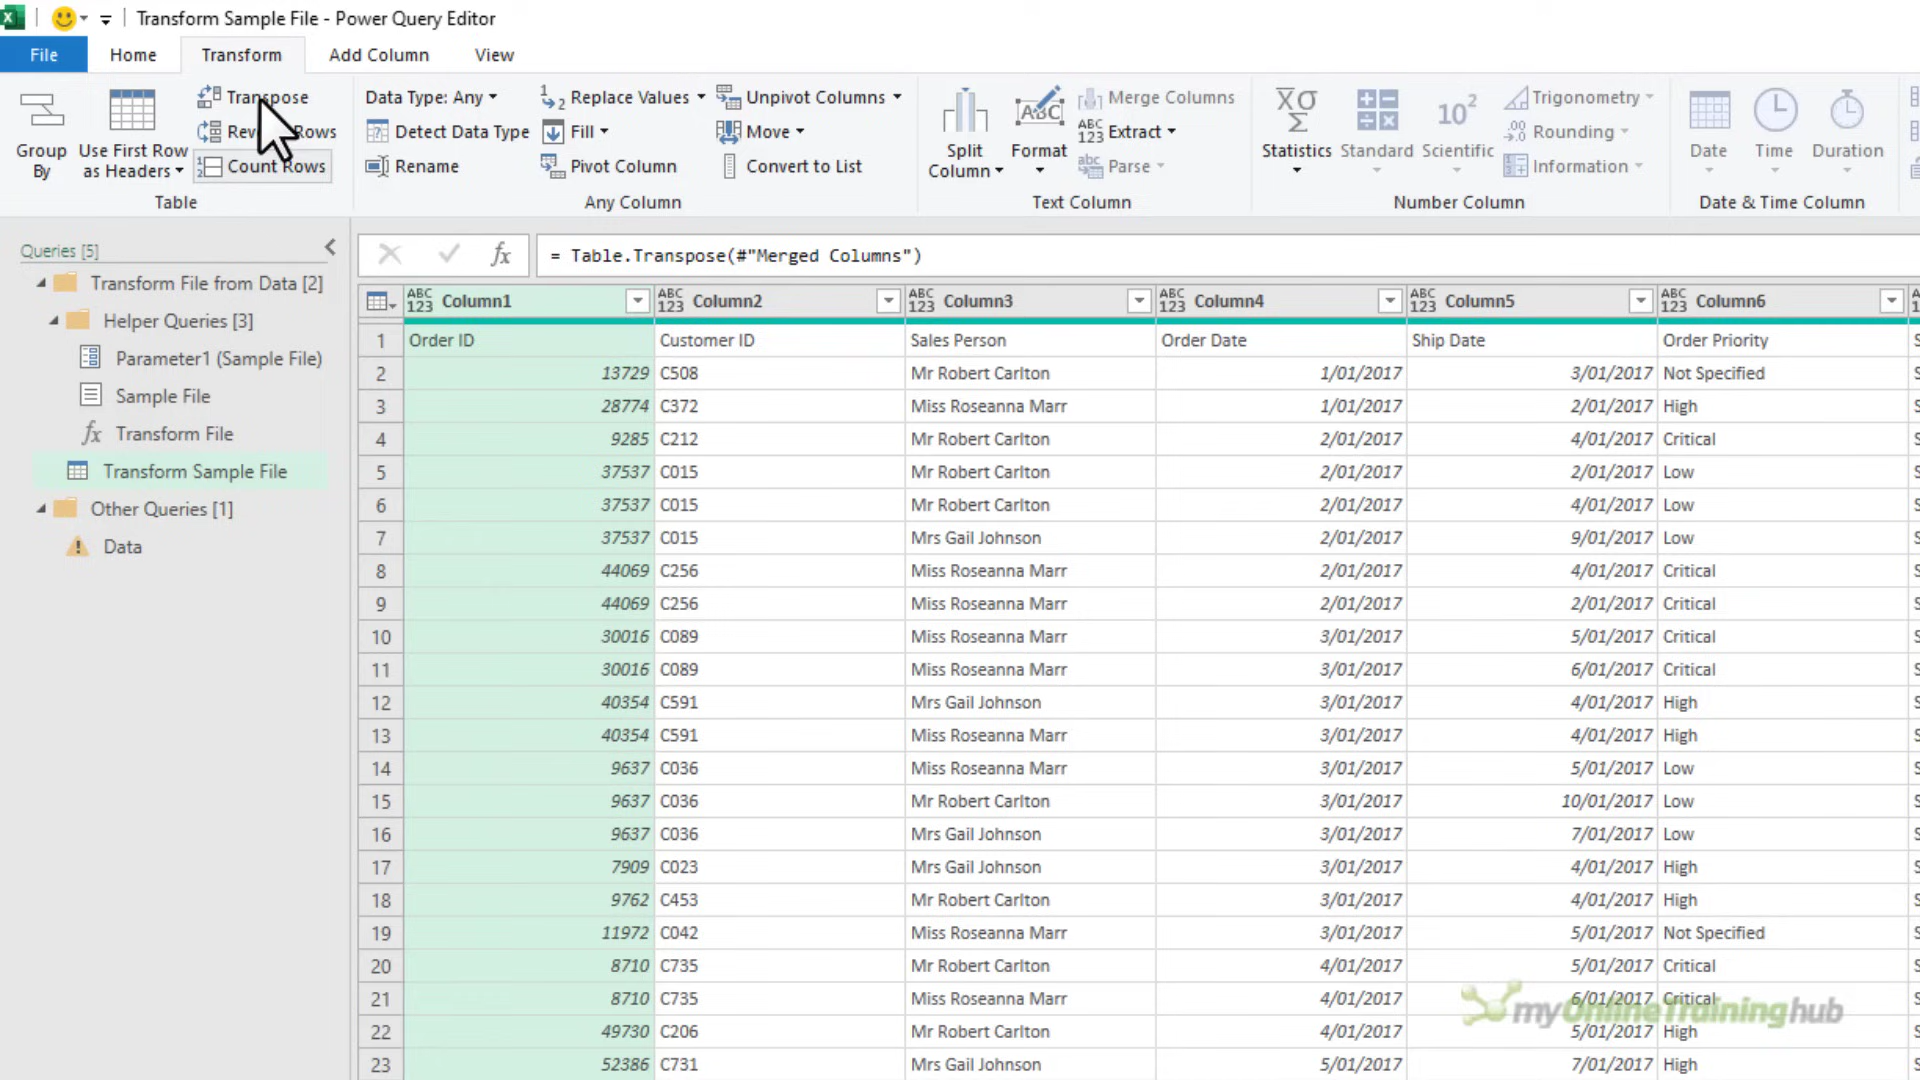 Transform Sample File - Power Query Editor
File Home Transform Add Column View
Group By
Use First Row as Headers
Transpose
Rows
Count Rows
Table
Data Type: Any
Detect Data Type
Rename
Replace Values
Fill
Pivot Column
Unpivot Columns
Move
Convert to List
Any Column
Split Column
Format
Merge Columns
Extract
Parse
Text Column
Statistics
Standard
Scientific
Trigonometry
Rounding
Information
Number Column
Date
Time
Duration
Date & Time Column
Queries [5]
Transform File from Data [2]
Helper Queries [3]
Parameter1 (Sample File)
Sample File
fx Transform File
Transform Sample File
Other Queries [1]
Data
fx = Table.Transpose(#"Merged Columns")
ABC 123 Column1 ABC 123 Column2 ABC 123 Column3 ABC 123 Column4 ABC 123 Column5 ABC 123 Column6
1 Order ID Customer ID Sales Person Order Date Ship Date Order Priority
2 13729 C508 Mr Robert Carlton 1/01/2017 3/01/2017 Not Specified
3 28774 C372 Miss Roseanna Marr 1/01/2017 2/01/2017 High
4 9285 C212 Mr Robert Carlton 2/01/2017 4/01/2017 Critical
5 37537 C015 Mr Robert Carlton 2/01/2017 2/01/2017 Low
6 37537 C015 Mr Robert Carlton 2/01/2017 4/01/2017 Low
7 37537 C015 Mrs Gail Johnson 2/01/2017 9/01/2017 Low
8 44069 C256 Miss Roseanna Marr 2/01/2017 4/01/2017 Critical
9 44069 C256 Miss Roseanna Marr 2/01/2017 2/01/2017 Critical
10 30016 C089 Miss Roseanna Marr 3/01/2017 5/01/2017 Critical
11 30016 C089 Miss Roseanna Marr 3/01/2017 6/01/2017 Critical
12 40354 C591 Mrs Gail Johnson 3/01/2017 4/01/2017 High
13 40354 C591 Miss Roseanna Marr 3/01/2017 4/01/2017 High
14 9637 C036 Miss Roseanna Marr 3/01/2017 5/01/2017 Low
15 9637 C036 Mr Robert Carlton 3/01/2017 10/01/2017 Low
16 9637 C036 Mrs Gail Johnson 3/01/2017 7/01/2017 Low
17 7909 C023 Mrs Gail Johnson 3/01/2017 4/01/2017 High
18 9762 C453 Mr Robert Carlton 3/01/2017 4/01/2017 High
19 11972 C042 Miss Roseanna Marr 3/01/2017 5/01/2017 Not Specified
20 8710 C735 Mr Robert Carlton 4/01/2017 5/01/2017 Critical
21 8710 C735 Miss Roseanna Marr 4/01/2017 6/01/2017 Critical
22 49730 C206 Mr Robert Carlton 4/01/2017 5/01/2017 High
23 52386 C731 Mrs Gail Johnson 5/01/2017 7/01/2017 High
myOnlineTraininghub